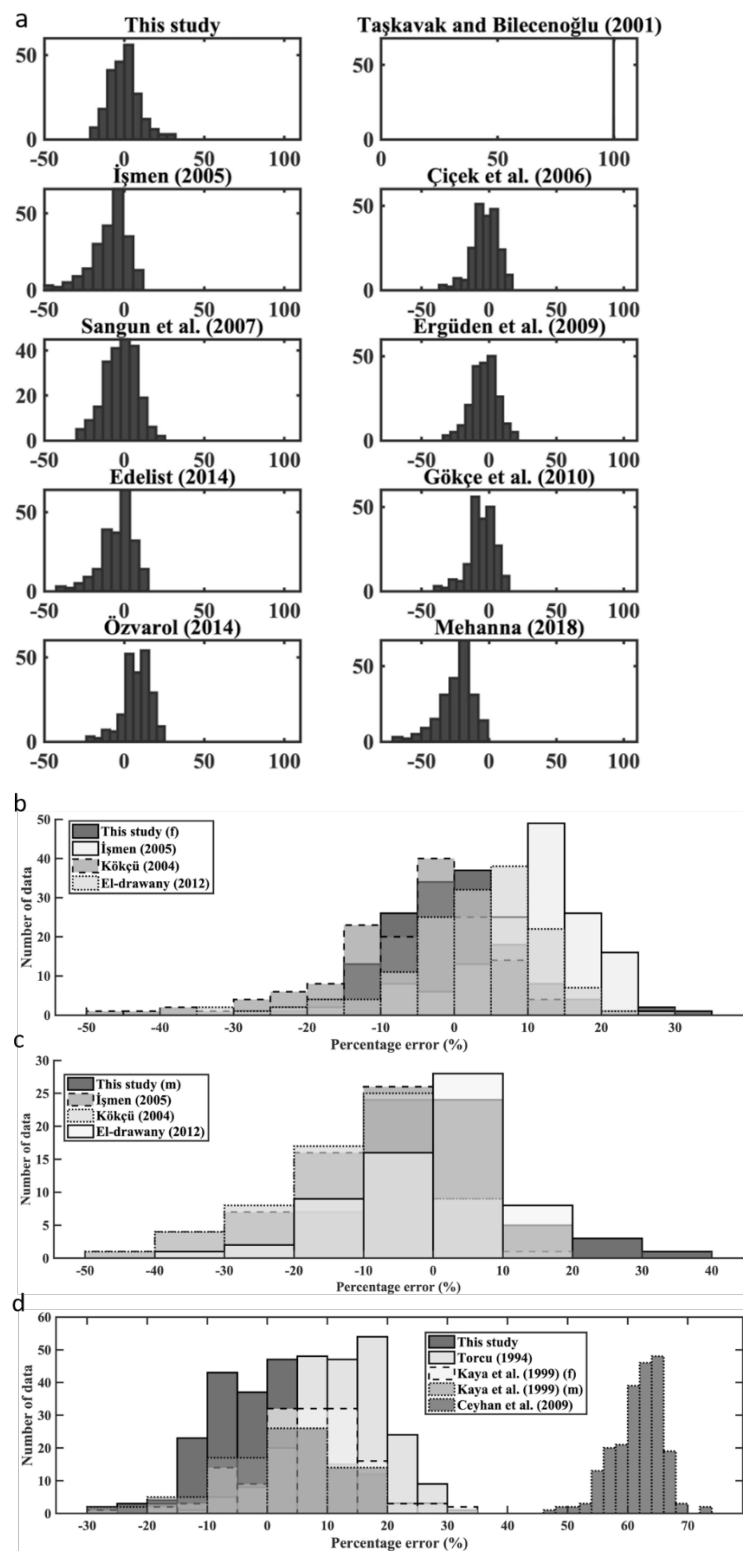 a
This study
Taşkavak and Bilecenoğlu (2001)
50
0
-50 0 50 100
50
0
0 50 100
İşmen (2005)
Çiçek et al. (2006)
50
0
-50 0 50 100
50
0
-50 0 50 100
Sangun et al. (2007)
Ergüden et al. (2009)
40
20
0
-50 0 50 100
50
0
-50 0 50 100
Edelist (2014)
Gökçe et al. (2010)
50
0
-50 0 50 100
50
0
-50 0 50 100
Özvarol (2014)
Mehanna (2018)
50
0
-50 0 50 100
50
0
-50 0 50 100
b
50
40
30
20
10
0
Number of data
This study (f)
İşmen (2005)
Kökçü (2004)
El-drawany (2012)
-50 -40 -30 -20 -10 0 10 20 30
Percentage error (%)
c
30
25
20
15
10
5
0
Number of data
This study (m)
İşmen (2005)
Kökçü (2004)
El-drawany (2012)
-50 -40 -30 -20 -10 0 10 20 30 40
Percentage error (%)
d
60
50
40
30
20
10
0
Number of data
This study
Torcu (1994)
Kaya et al. (1999) (f)
Kaya et al. (1999) (m)
Ceyhan et al. (2009)
-30 -20 -10 0 10 20 30 40 50 60 70
Percentage error (%)